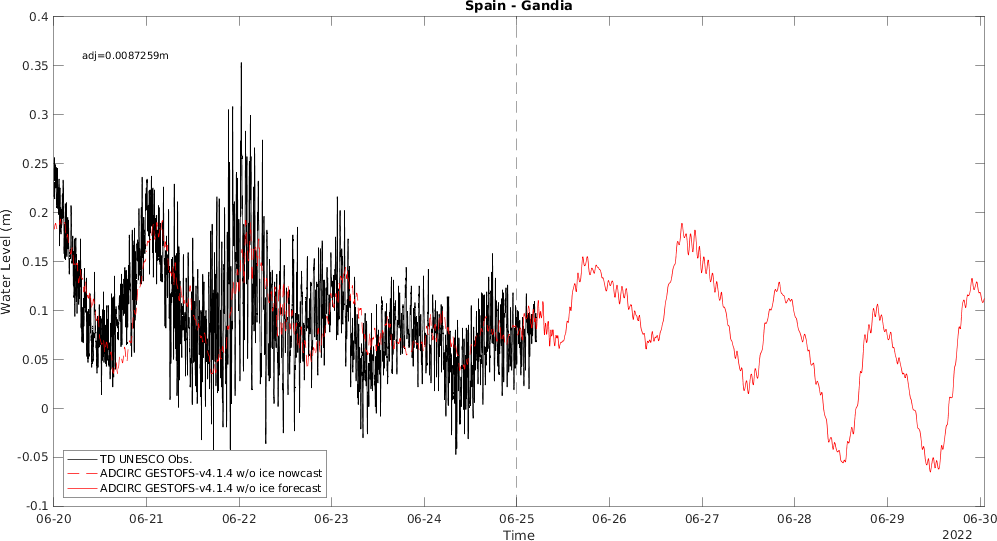 Spain - Gandia
adj=0.0087259m
Water Level (m)
0.4
0.35
0.3
0.25
0.2
0.15
0.1
0.05
0
-0.05
-0.1
TD UNESCO Obs.
ADCIRC GESTOFS-v4.1.4 w/o ice nowcast
ADCIRC GESTOFS-v4.1.4 w/o ice forecast
06-20 06-21 06-22 06-23 06-24 06-25 06-26 06-27 06-28 06-29 06-30
Time
2022